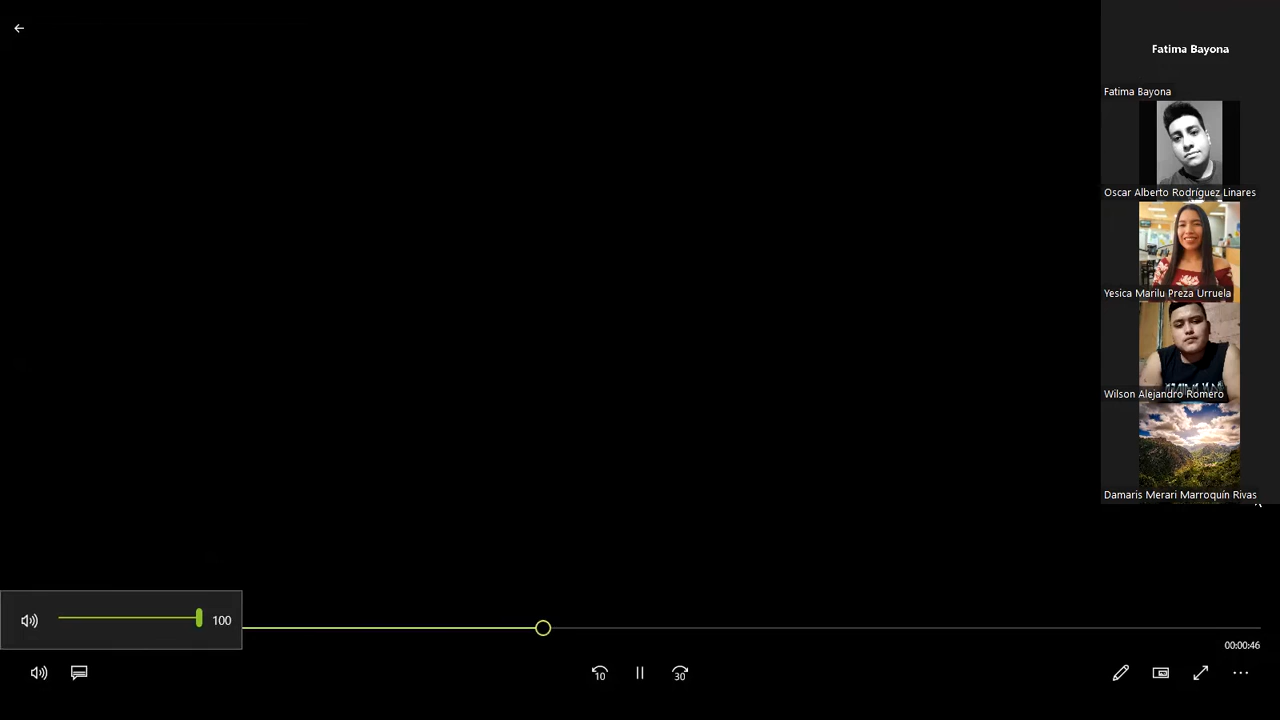 Fatima Bayona
Fatima Bayona
Oscar Alberto Rodríguez Linares
Yesica Marilu Preza Urruela
Wilson Alejandro Romero
Damaris Merari Marroquín Rivas
100
00:00:46
10
30